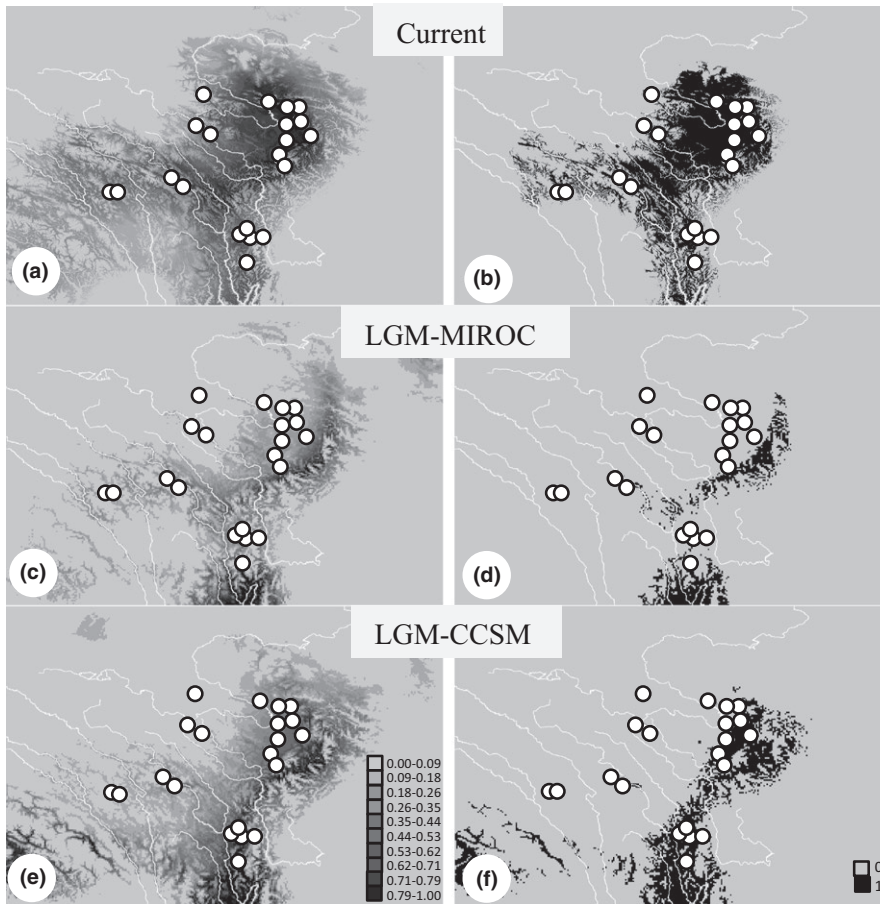 Current
(a)
(b)
LGM-MIROC
(c)
(d)
LGM-CCSM
0.00-0.09
0.09-0.18
0.18-0.26
0.26-0.35
0.35-0.44
0.44-0.53
0.53-0.62
0.62-0.71
0.71-0.79
0.79-1.00
(e)
(f)
0
1